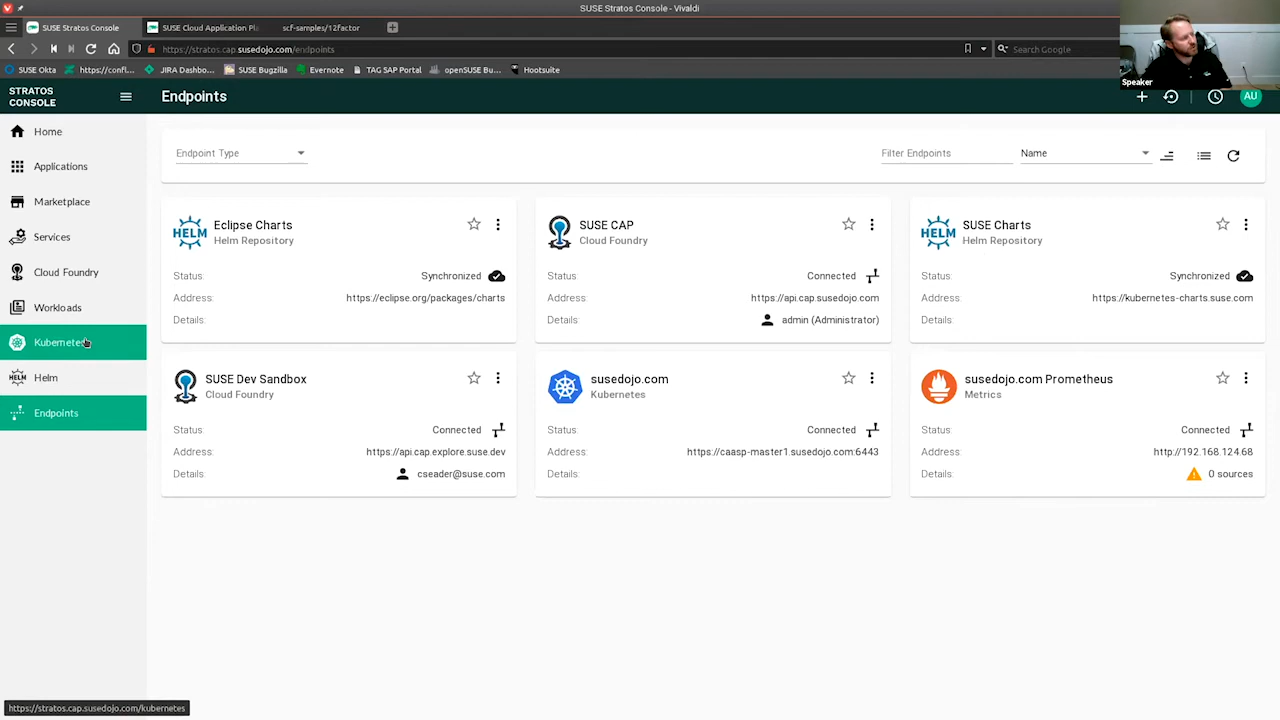 SUSE Stratos Console - Vivaldi
SUSE Stratos Console
SUSE Cloud Application Pla
scf-samples/12factor
https://stratos.cap.susedojo.com/endpoints
Search Google
SUSE Okta
https://confl...
JIRA Dashbo...
SUSE Bugzilla
Evernote
TAG SAP Portal
openSUSE Bu...
Hootsuite
Speaker
STRATOS
CONSOLE
Endpoints
AU
Home
Applications
Marketplace
Services
Cloud Foundry
Workloads
Kubernetes
HELM
Helm
Endpoints
Endpoint Type
Filter Endpoints
Name
HELM
Eclipse Charts
Helm Repository
Status:
Synchronized
Address:
https://eclipse.org/packages/charts
Details:
SUSE CAP
Cloud Foundry
Status:
Connected
Address:
https://api.cap.susedojo.com
Details:
admin (Administrator)
HELM
SUSE Charts
Helm Repository
Status:
Synchronized
Address:
https://kubernetes-charts.suse.com
Details:
SUSE Dev Sandbox
Cloud Foundry
Status:
Connected
Address:
https://api.cap.explore.suse.dev
Details:
cseader@suse.com
susedojo.com
Kubernetes
Status:
Connected
Address:
https://caasp-master1.susedojo.com:6443
Details:
susedojo.com Prometheus
Metrics
Status:
Connected
Address:
http://192.168.124.68
Details:
0 sources
https://stratos.cap.susedojo.com/kubernetes